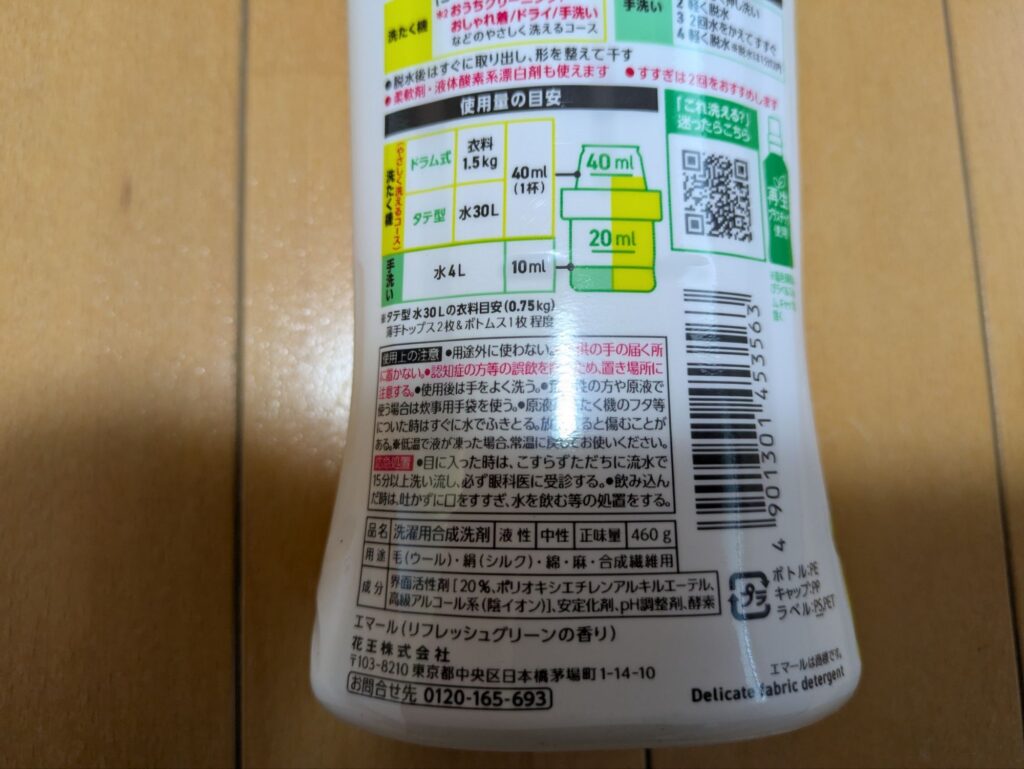 洗たく機
*2 おうちクリーニング/
おしゃれ着/ドライ/手洗い
などのやさしく洗えるコース
手洗い
2 軽く押し洗い
3 2回水をかえてすすぐ
4 軽く脱水
●脱水後はすぐに取り出し、形を整えて干す
●柔軟剤・液体酸素系漂白剤も使えます ●すすぎは2回をおすすめします
使用量の目安
洗たく機
(やさしく洗えるコース)
ドラム式
衣料
1.5kg
タテ型
水30L
40ml
(1杯)
手洗い
水4L
10ml
40 ml
20 ml
「これ洗える?」
迷ったらこちら
再生
使用
※タテ型 水30Lの衣料目安(0.75kg)
薄手トップス2枚&ボトムス1枚 程度
使用上の注意 ●用途外に使わない。 供の手の届く所
に置かない。●認知症の方等の誤飲を ため、置き場所に
注意する。●使用後は手をよく洗う。 性の方や原液で
使う場合は炊事用手袋を使う。●原液 たく機のフタ等
についた時はすぐに水でふきとる。放 ると傷むことが
ある。※低温で液が凍った場合、常温に戻してお使いください。
応急処置 ●目に入った時は、こすらずただちに流水で
15分以上洗い流し、必ず眼科医に受診する。●飲み込ん
だ時は、吐かずに口をすすぎ、水を飲む等の処置をする。
品名 洗濯用合成洗剤 液性 中性 正味量 460g
用途 毛(ウール)・絹(シルク)・綿・麻・合成繊維用
成分 界面活性剤[20%、ポリオキシエチレンアルキルエーテル、
高級アルコール系(陰イオン)]、安定化剤、pH調整剤、酵素
エマール(リフレッシュグリーンの香り)
花王株式会社
〒103-8210 東京都中央区日本橋茅場町1-14-10
お問合せ先 0120-165-693
4 901301 453563
プラ
ボトル:PE
キャップ:PP
ラベル:PS,PET
エマールは商標です。
Delicate fabric detergent